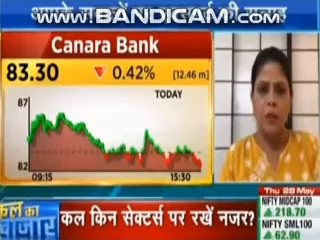 www.BANDICAM.com
Canara Bank
83.30 ▼ 0.42% [12.46 m]
TODAY
87
82
09:15 15:30
कल का
बाजार
कल किन सेक्टर्स पर रखें नजर?
Thu 28 May
NIFTY MIDCAP 100
▲ 218.70
NIFTY SML100
▲ 62.90